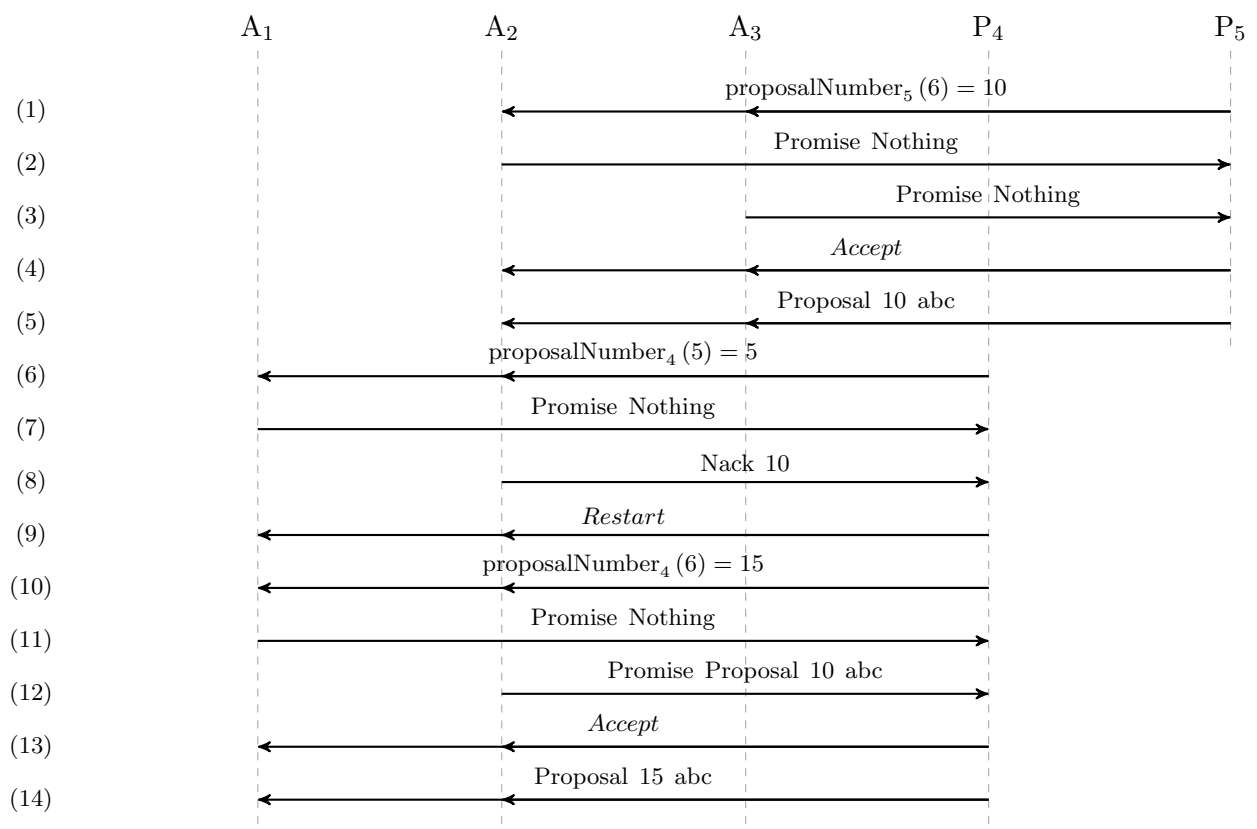 A₁ A₂ A₃ P₄ P₅
(1) proposalNumber₅ (6) = 10
(2) Promise Nothing
(3) Promise Nothing
(4) Accept
(5) Proposal 10 abc
(6) proposalNumber₄ (5) = 5
(7) Promise Nothing
(8) Nack 10
(9) Restart
(10) proposalNumber₄ (6) = 15
(11) Promise Nothing
(12) Promise Proposal 10 abc
(13) Accept
(14) Proposal 15 abc